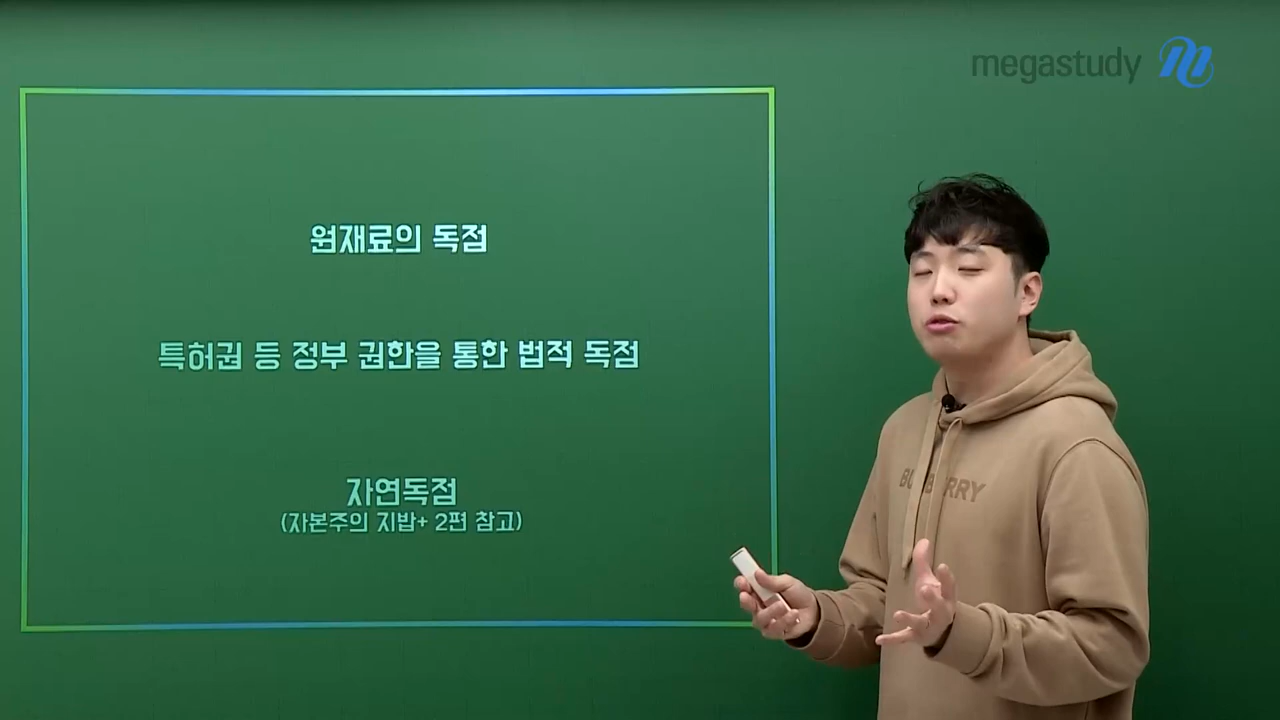 megastudy
원재료의 독점
특허권 등 정부 권한을 통한 법적 독점
자연독점
(자본주의 지밥+ 2편 참고)